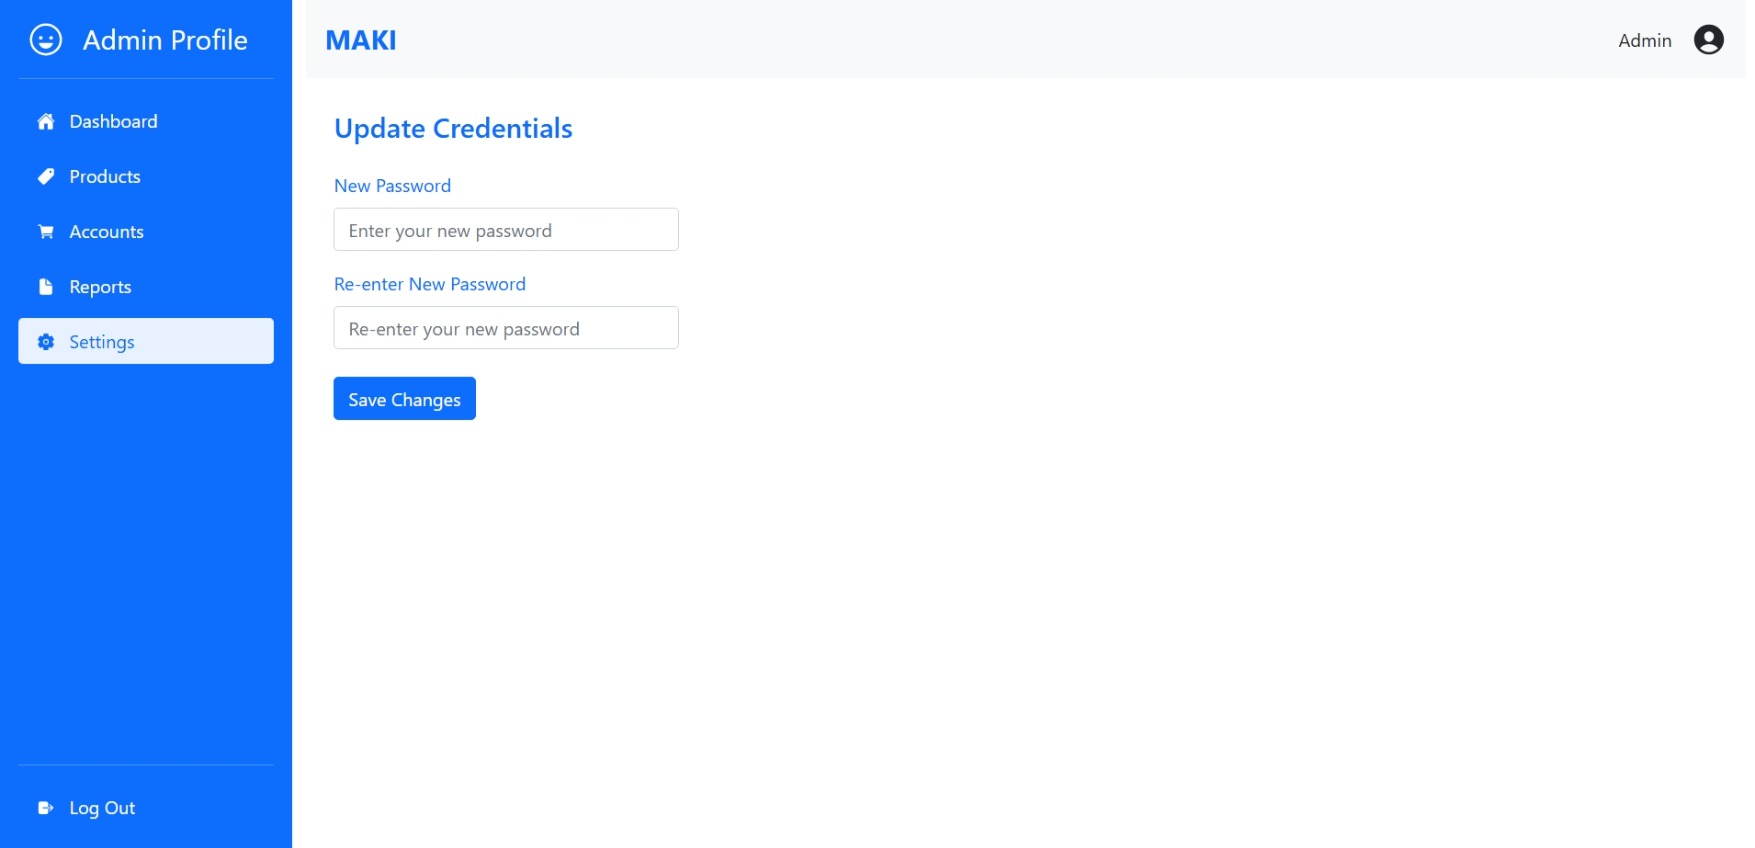 Admin Profile
Dashboard
Products
Accounts
Reports
Settings
Log Out
MAKI
Admin
Update Credentials
New Password
Enter your new password
Re-enter New Password
Re-enter your new password
Save Changes